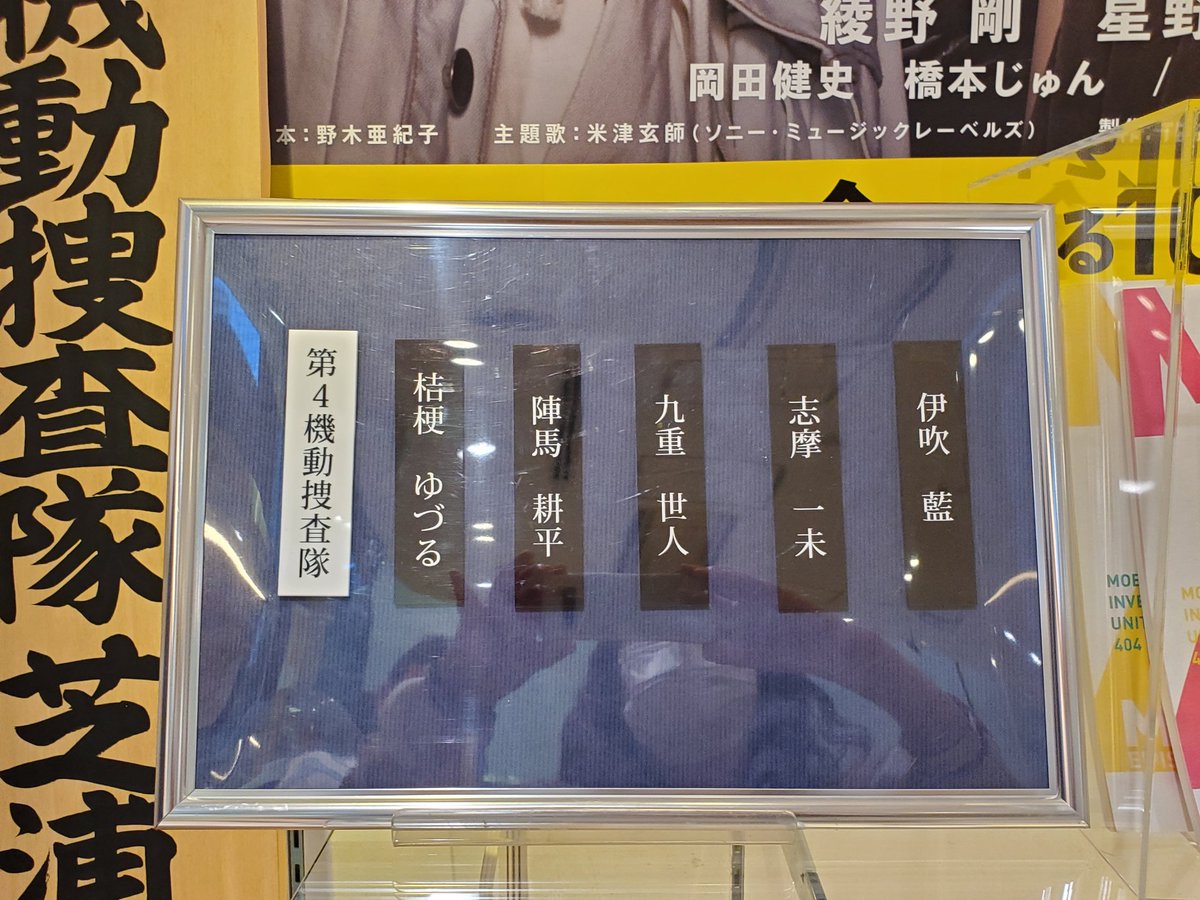 機動捜査隊 芝浦
綾野 剛 星野
岡田健史 橋本じゅん /
本:野木亜紀子 主題歌:米津玄師(ソニー・ミュージックレーベルズ)
る10
伊吹 藍
志摩 一未
九重 世人
陣馬 耕平
桔梗 ゆづる
第4機動捜査隊
MOB
INVE
UNIT
404